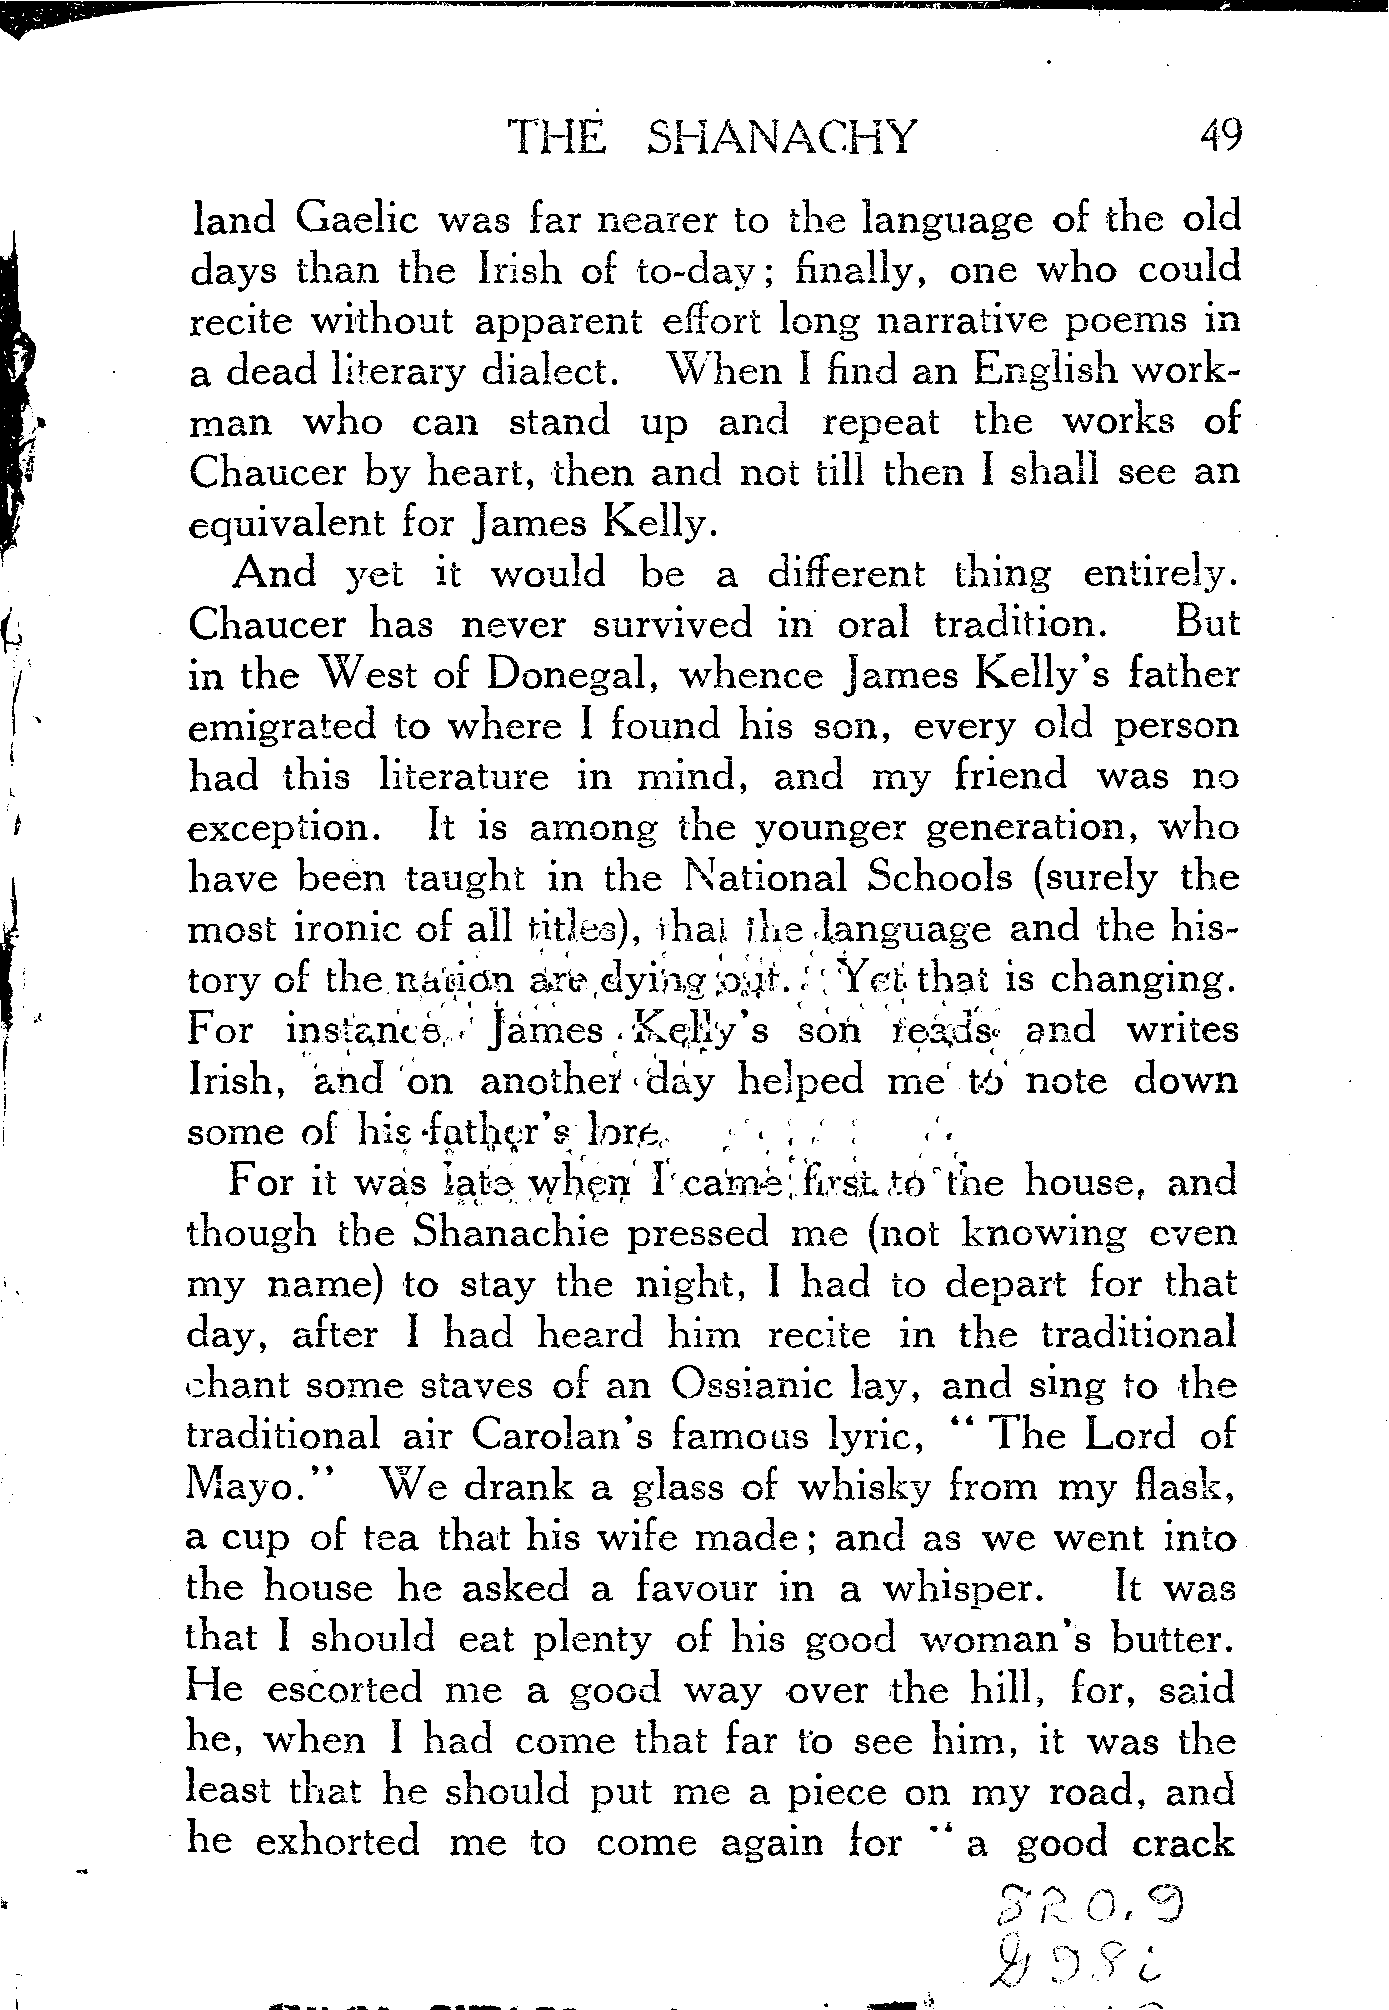 THE SHANACHY 49
land Gaelic was far nearer to the language of the old
days than the Irish of to-day; finally, one who could
recite without apparent effort long narrative poems in
a dead literary dialect. When I find an English work-
man who can stand up and repeat the works of
Chaucer by heart, then and not till then I shall see an
equivalent for James Kelly.
And yet it would be a different thing entirely.
Chaucer has never survived in oral tradition. But
in the West of Donegal, whence James Kelly's father
emigrated to where I found his son, every old person
had this literature in mind, and my friend was no
exception. It is among the younger generation, who
have been taught in the National Schools (surely the
most ironic of all titles), that the language and the his-
tory of the nation are dying out. Yet that is changing.
For instance, James Kelly's son reads and writes
Irish, and on another day helped me to note down
some of his father's lore.
For it was late when I came first to the house, and
though the Shanachie pressed me (not knowing even
my name) to stay the night, I had to depart for that
day, after I had heard him recite in the traditional
chant some staves of an Ossianic lay, and sing to the
traditional air Carolan's famous lyric, "The Lord of
Mayo." We drank a glass of whisky from my flask,
a cup of tea that his wife made; and as we went into
the house he asked a favour in a whisper. It was
that I should eat plenty of his good woman's butter.
He escorted me a good way over the hill, for, said
he, when I had come that far to see him, it was the
least that he should put me a piece on my road, and
he exhorted me to come again for "a good crack
820.9
G98i